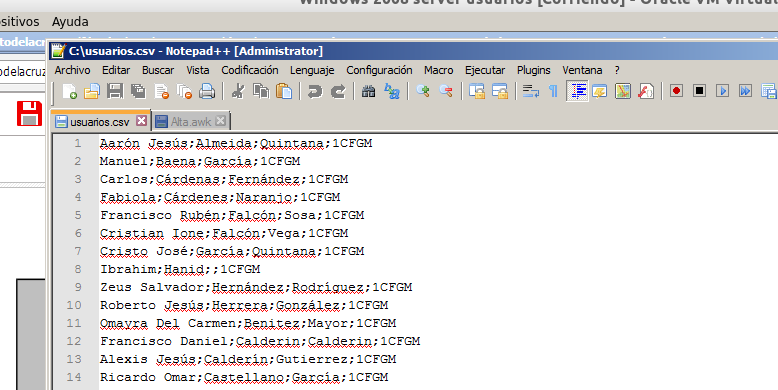 Windows 2008 server usuarios [Corriendo] - Oracle VM Virtual
ositivos Ayuda
C:\usuarios.csv - Notepad++ [Administrator]
Archivo Editar Buscar Vista Codificación Lenguaje Configuración Macro Ejecutar Plugins Ventana ?
usuarios.csv Alta.awk
1 Aarón Jesús;Almeida;Quintana;1CFGM
2 Manuel;Baena;García;1CFGM
3 Carlos;Cárdenas;Fernández;1CFGM
4 Fabiola;Cárdenes;Naranjo;1CFGM
5 Francisco Rubén;Falcón;Sosa;1CFGM
6 Cristian Ione;Falcón;Vega;1CFGM
7 Cristo José;García;Quintana;1CFGM
8 Ibrahim;Hanid;;1CFGM
9 Zeus Salvador;Hernández;Rodríguez;1CFGM
10 Roberto Jesús;Herrera;González;1CFGM
11 Omayra Del Carmen;Benitez;Mayor;1CFGM
12 Francisco Daniel;Calderin;Calderin;1CFGM
13 Alexis Jesús;Calderín;Gutierrez;1CFGM
14 Ricardo Omar;Castellano;García;1CFGM